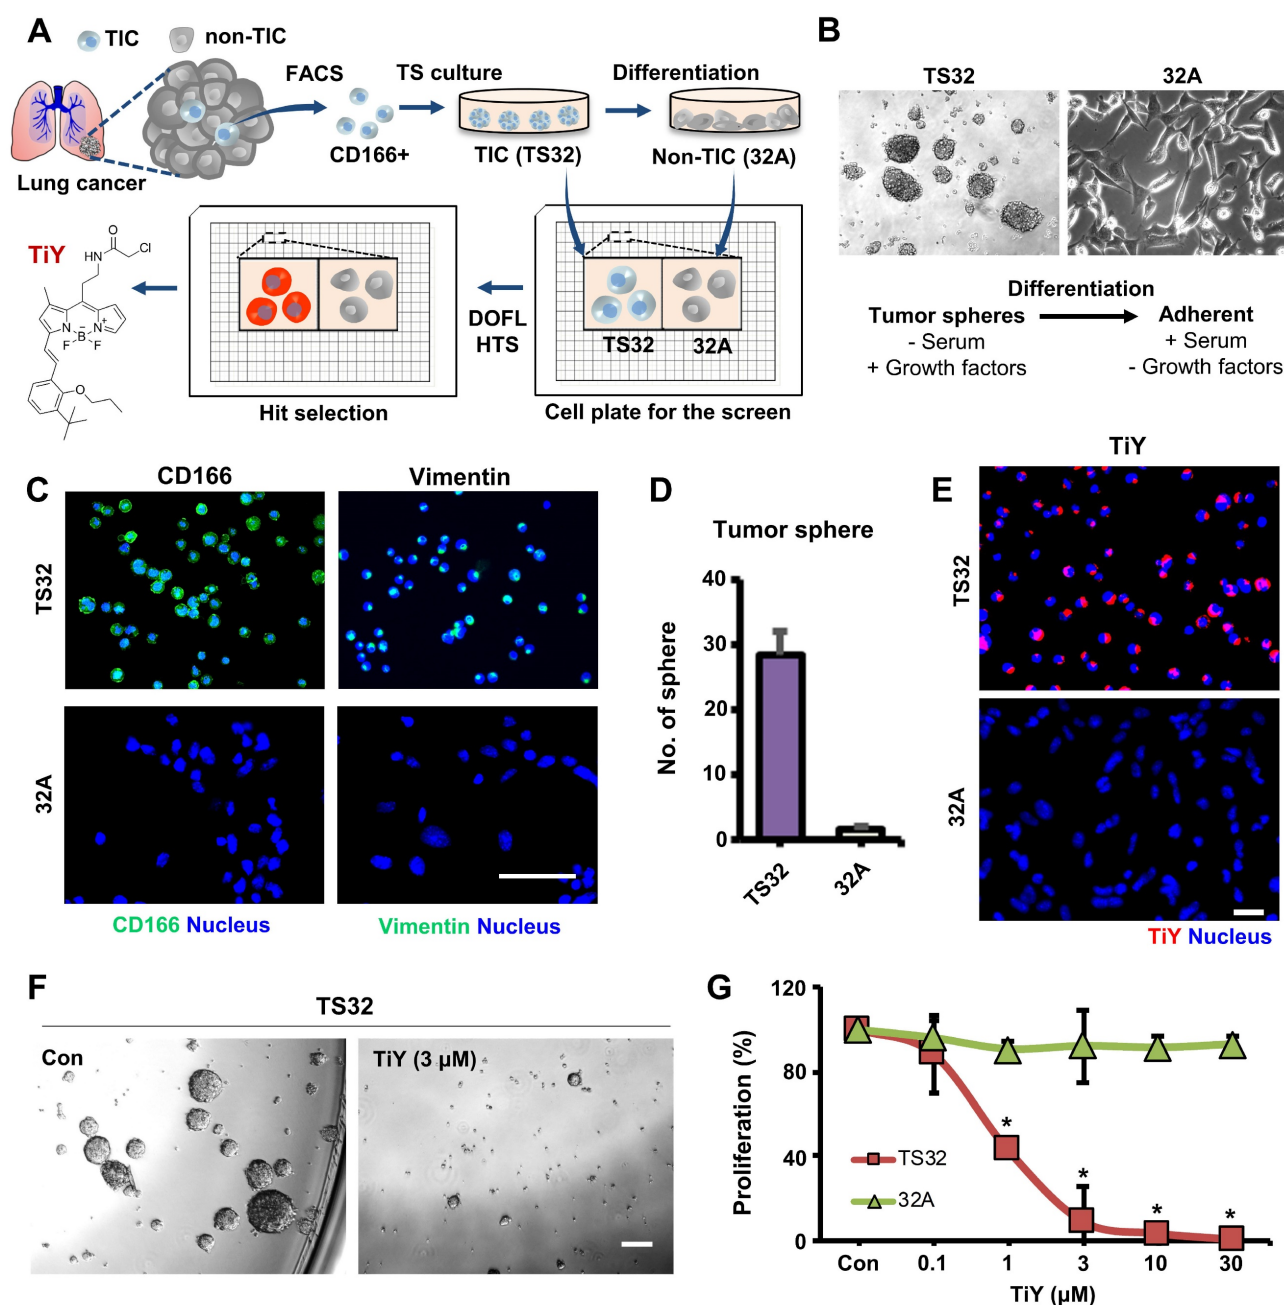 A
TIC
non-TIC
FACS
TS culture
Differentiation
CD166+
TIC (TS32)
Non-TIC (32A)
Lung cancer
TiY
O
Cl
HN
N
N+
B-
F
F
O
DOFL
HTS
TS32
32A
Hit selection
Cell plate for the screen
B
TS32
32A
Differentiation
Tumor spheres
Adherent
- Serum
+ Serum
+ Growth factors
- Growth factors
C
CD166
Vimentin
TS32
32A
CD166 Nucleus
Vimentin Nucleus
D
Tumor sphere
No. of sphere
40
30
20
10
0
TS32
32A
E
TiY
TS32
32A
TiY Nucleus
F
TS32
Con
TiY (3 μM)
G
Proliferation (%)
120
80
40
0
*
*
*
*
TS32
32A
Con
0.1
1
3
10
30
TiY (μM)